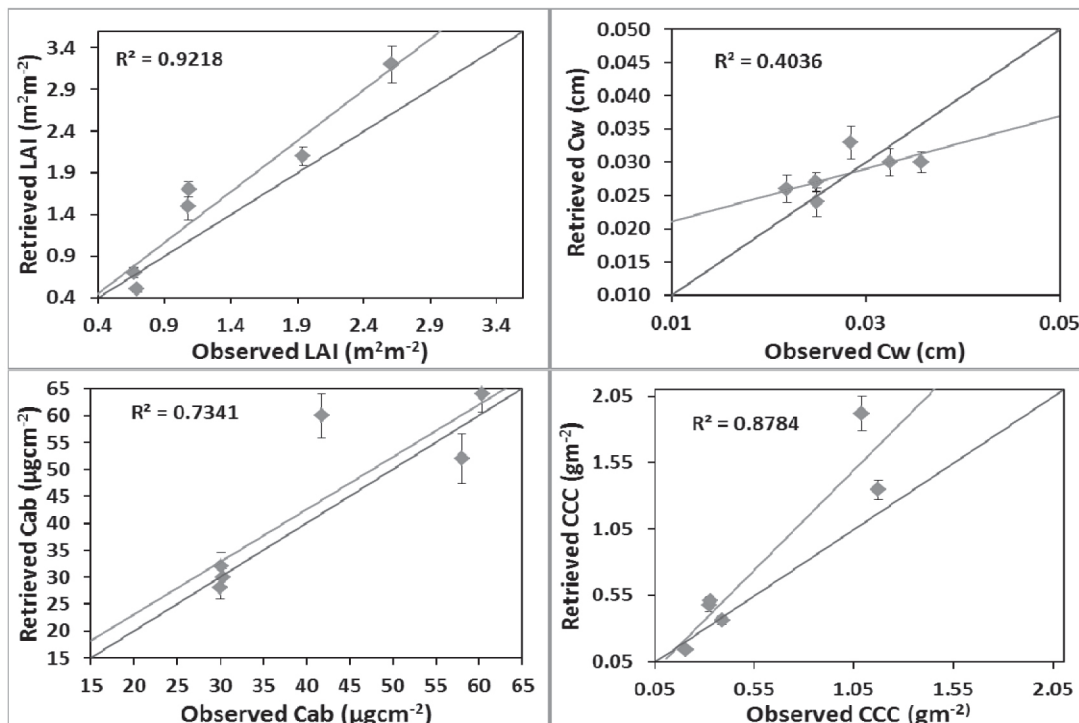 R² = 0.9218
Retrieved LAI (m²m⁻²)
3.4
2.9
2.4
1.9
1.4
0.9
0.4
0.4 0.9 1.4 1.9 2.4 2.9 3.4
Observed LAI (m²m⁻²)
R² = 0.4036
Retrieved Cw (cm)
0.050
0.045
0.040
0.035
0.030
0.025
0.020
0.015
0.010
0.01 0.03 0.05
Observed Cw (cm)
R² = 0.7341
Retrieved Cab (µgcm⁻²)
65
60
55
50
45
40
35
30
25
20
15
15 25 35 45 55 65
Observed Cab (µgcm⁻²)
R² = 0.8784
Retrieved CCC (gm⁻²)
2.05
1.55
1.05
0.55
0.05
0.05 0.55 1.05 1.55 2.05
Observed CCC (gm⁻²)